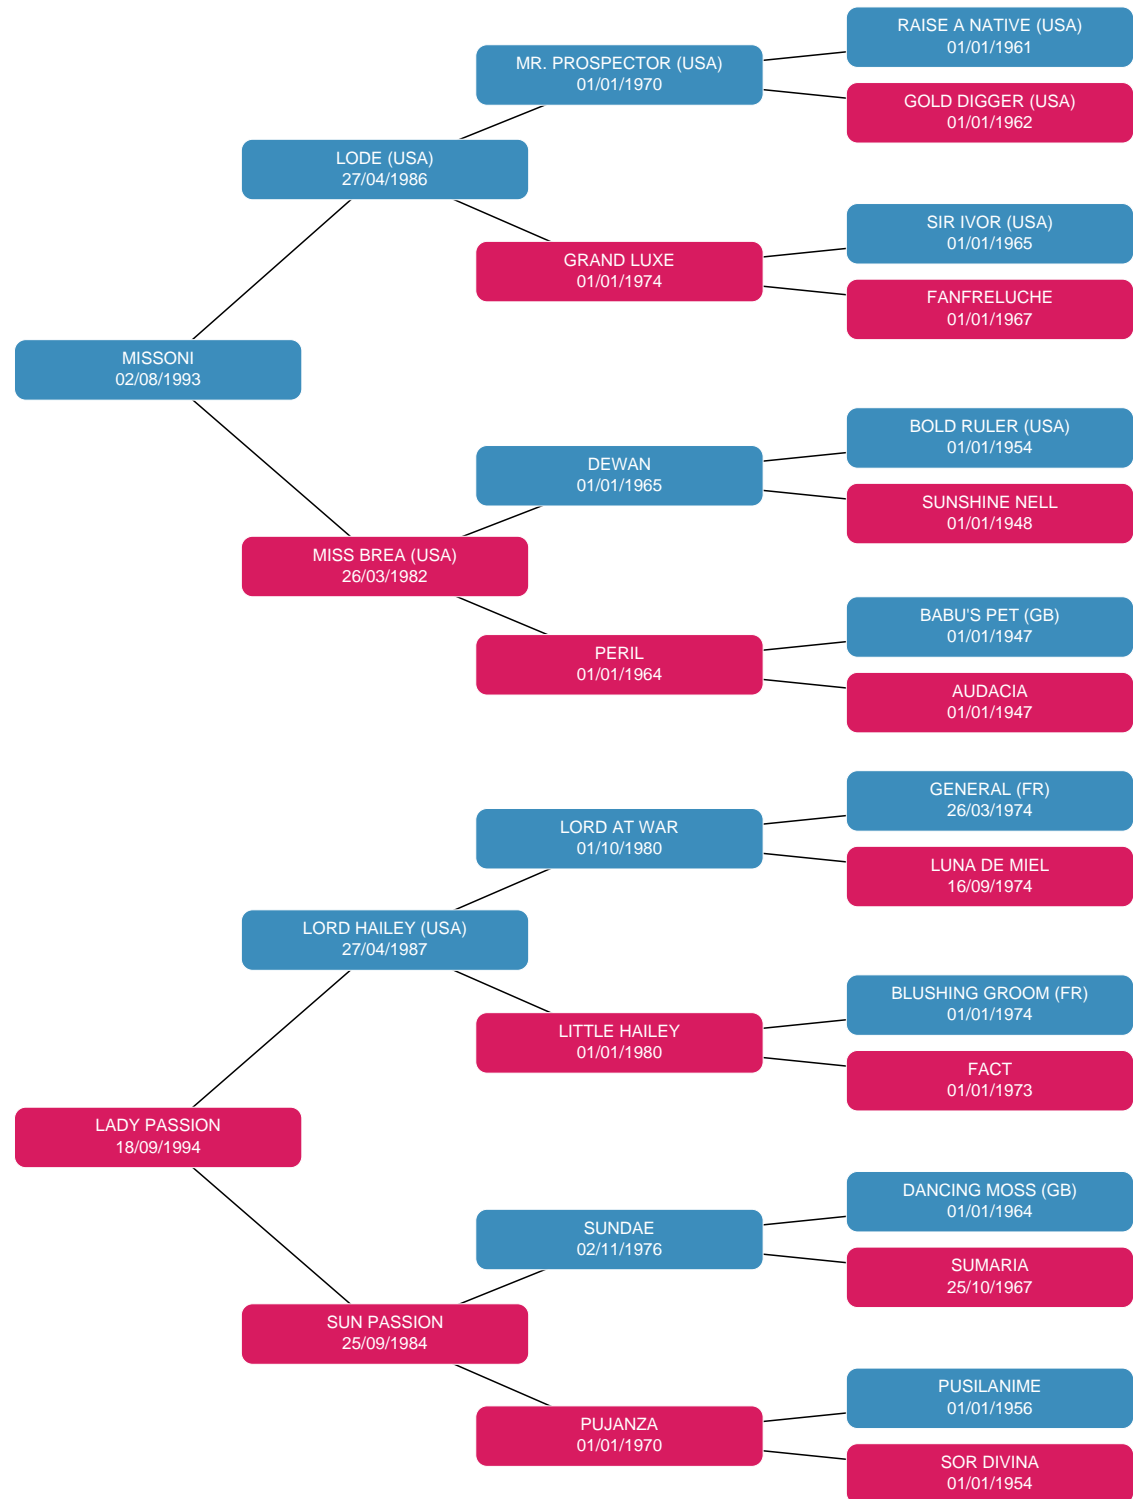 RAISE A NATIVE (USA)
01/01/1961
MR. PROSPECTOR (USA)
01/01/1970
GOLD DIGGER (USA)
01/01/1962
LODE (USA)
27/04/1986
SIR IVOR (USA)
01/01/1965
GRAND LUXE
01/01/1974
FANFRELUCHE
01/01/1967
MISSONI
02/08/1993
BOLD RULER (USA)
01/01/1954
DEWAN
01/01/1965
SUNSHINE NELL
01/01/1948
MISS BREA (USA)
26/03/1982
BABU'S PET (GB)
01/01/1947
PERIL
01/01/1964
AUDACIA
01/01/1947
GENERAL (FR)
26/03/1974
LORD AT WAR
01/10/1980
LUNA DE MIEL
16/09/1974
LORD HAILEY (USA)
27/04/1987
BLUSHING GROOM (FR)
01/01/1974
LITTLE HAILEY
01/01/1980
FACT
01/01/1973
LADY PASSION
18/09/1994
DANCING MOSS (GB)
01/01/1964
SUNDAE
02/11/1976
SUMARIA
25/10/1967
SUN PASSION
25/09/1984
PUSILANIME
01/01/1956
PUJANZA
01/01/1970
SOR DIVINA
01/01/1954